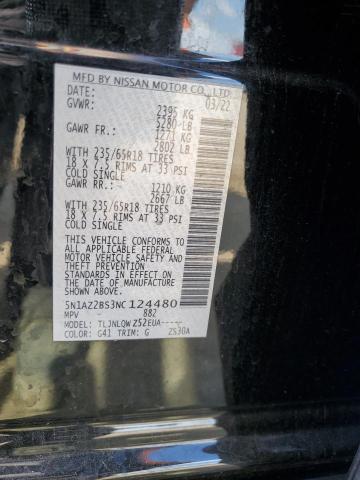 MFD BY NISSAN MOTOR CO., LTD
DATE: 03/22
GVWR: 2395 KG
5280 LB
GAWR FR.: 1271 KG
2802 LB
WITH 235/65R18 TIRES
18 X 7.5 RIMS AT 33 PSI
COLD SINGLE
GAWR RR.: 1210 KG
2667 LB
WITH 235/65R18 TIRES
18 X 7.5 RIMS AT 33 PSI
COLD SINGLE
THIS VEHICLE CONFORMS TO
ALL APPLICABLE FEDERAL
MOTOR VEHICLE SAFETY AND
THEFT PREVENTION
STANDARDS IN EFFECT ON
THE DATE OF MANUFACTURE
SHOWN ABOVE
5N1AZ2BS3NC124480
MPV - 882
MODEL: TLJNLQWZ52EUA-----
COLOR: G41 TRIM: G ZS30A